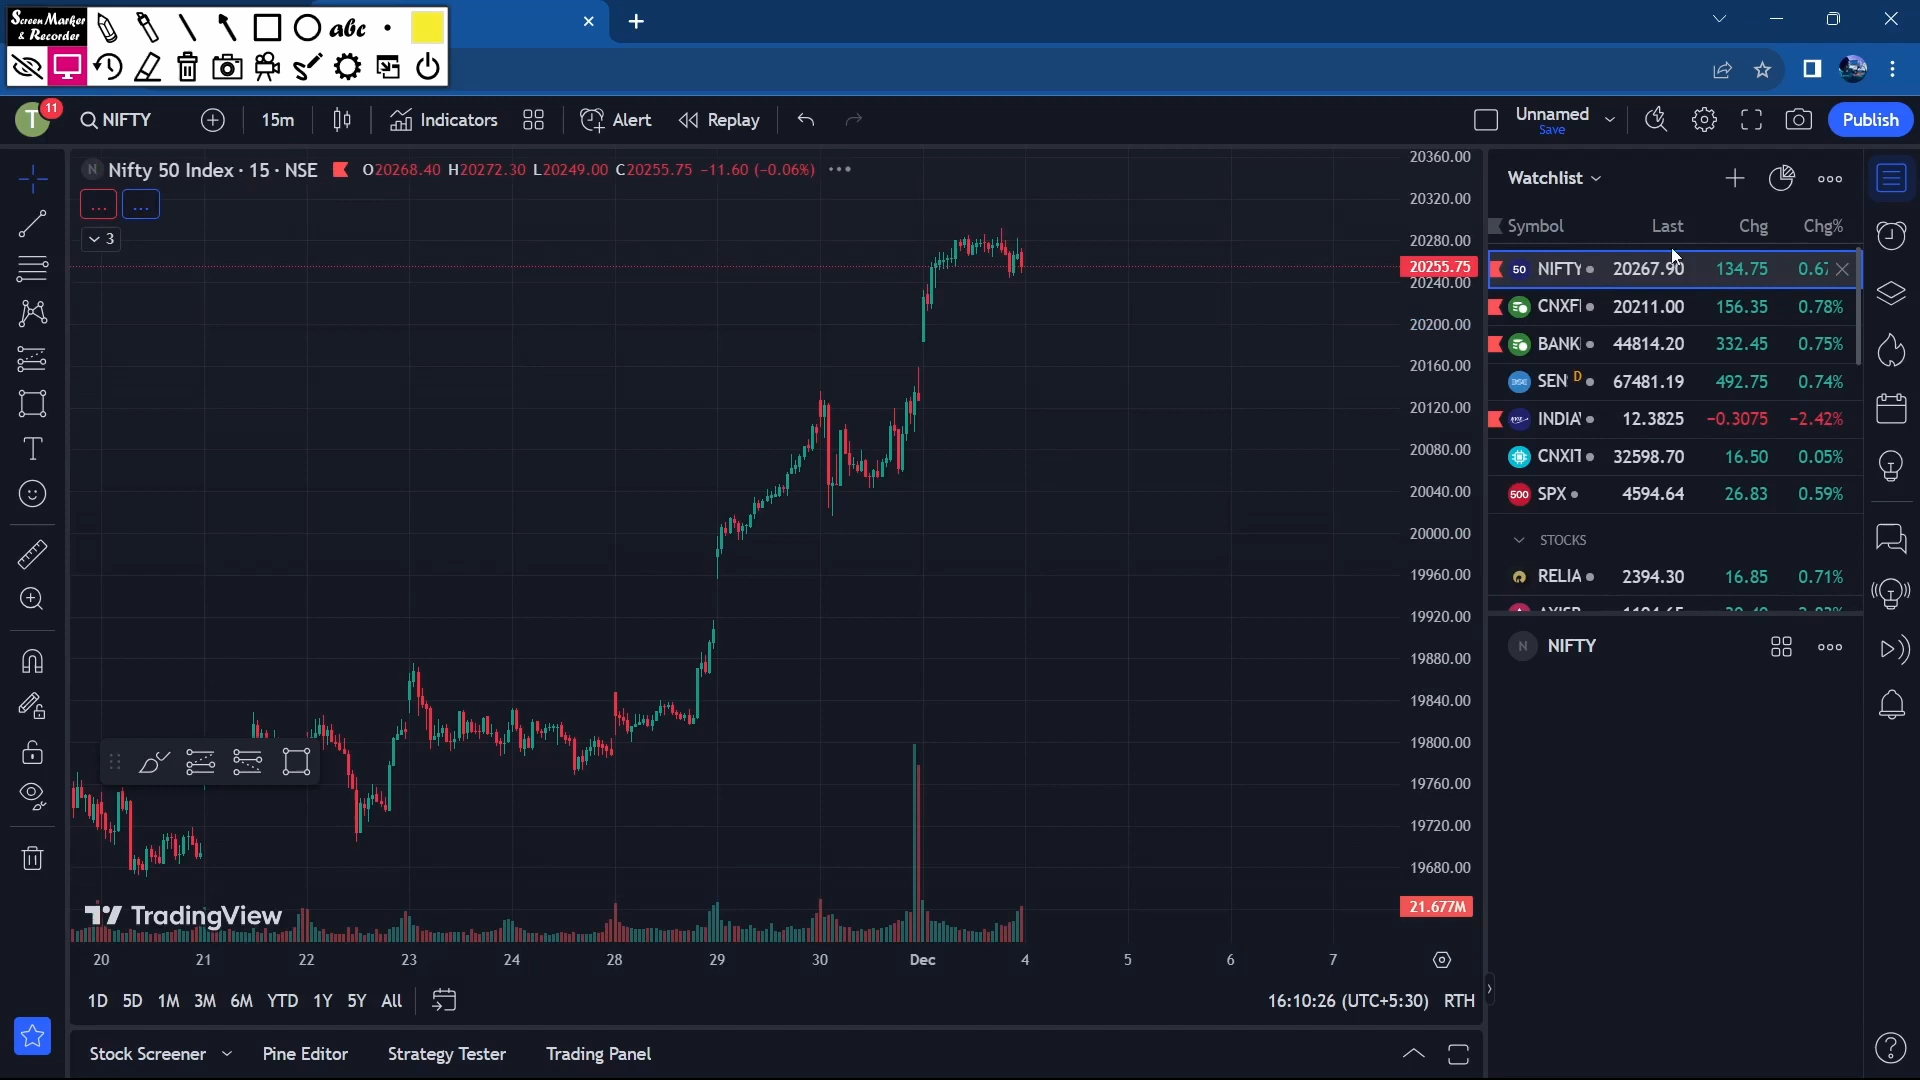 Screen Marker
& Recorder
abc
T
11
NIFTY
15m
Indicators
Alert
Replay
Unnamed
Save
Publish
N Nifty 50 Index · 15 · NSE O20268.40 H20272.30 L20249.00 C20255.75 −11.60 (−0.06%)
... ...
3
20360.00
20320.00
20280.00
20255.75
20240.00
20200.00
20160.00
20120.00
20080.00
20040.00
20000.00
19960.00
19920.00
19880.00
19840.00
19800.00
19760.00
19720.00
19680.00
21.677M
TradingView
20 21 22 23 24 28 29 30 Dec 4 5 6 7
1D 5D 1M 3M 6M YTD 1Y 5Y All
16:10:26 (UTC+5:30) RTH
Stock Screener Pine Editor Strategy Tester Trading Panel
Watchlist
Symbol Last Chg Chg%
50 NIFTY 20267.90 134.75 0.67
CNXFI 20211.00 156.35 0.78%
BANK 44814.20 332.45 0.75%
SEN D 67481.19 492.75 0.74%
INDIA 12.3825 −0.3075 −2.42%
CNXIT 32598.70 16.50 0.05%
500 SPX 4594.64 26.83 0.59%
STOCKS
RELIA 2394.30 16.85 0.71%
N NIFTY